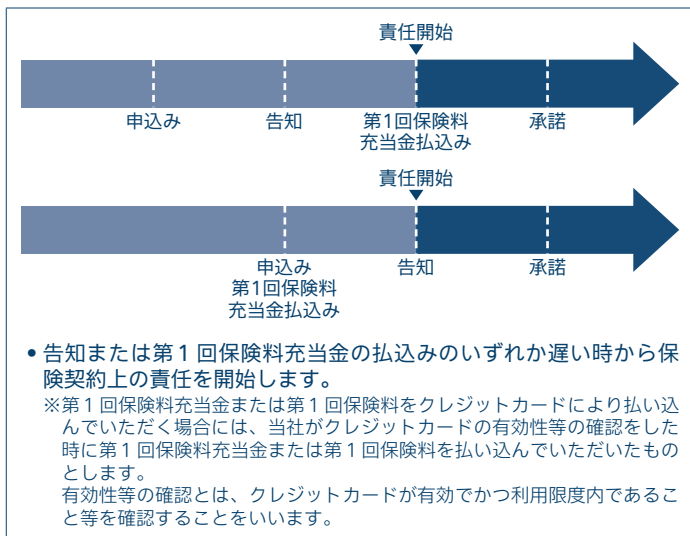 責任開始
申込み 告知 第1回保険料 承諾
充当金払込み
責任開始
申込み 告知 承諾
第1回保険料
充当金払込み
•告知または第1回保険料充当金の払込みのいずれか遅い時から保
険契約上の責任を開始します。
※第1回保険料充当金または第1回保険料をクレジットカードにより払い込
んでいただく場合には、当社がクレジットカードの有効性等の確認をした
時に第1回保険料充当金または第1回保険料を払い込んでいただいたもの
とします。
有効性等の確認とは、クレジットカードが有効でかつ利用限度内であるこ
と等を確認することをいいます。